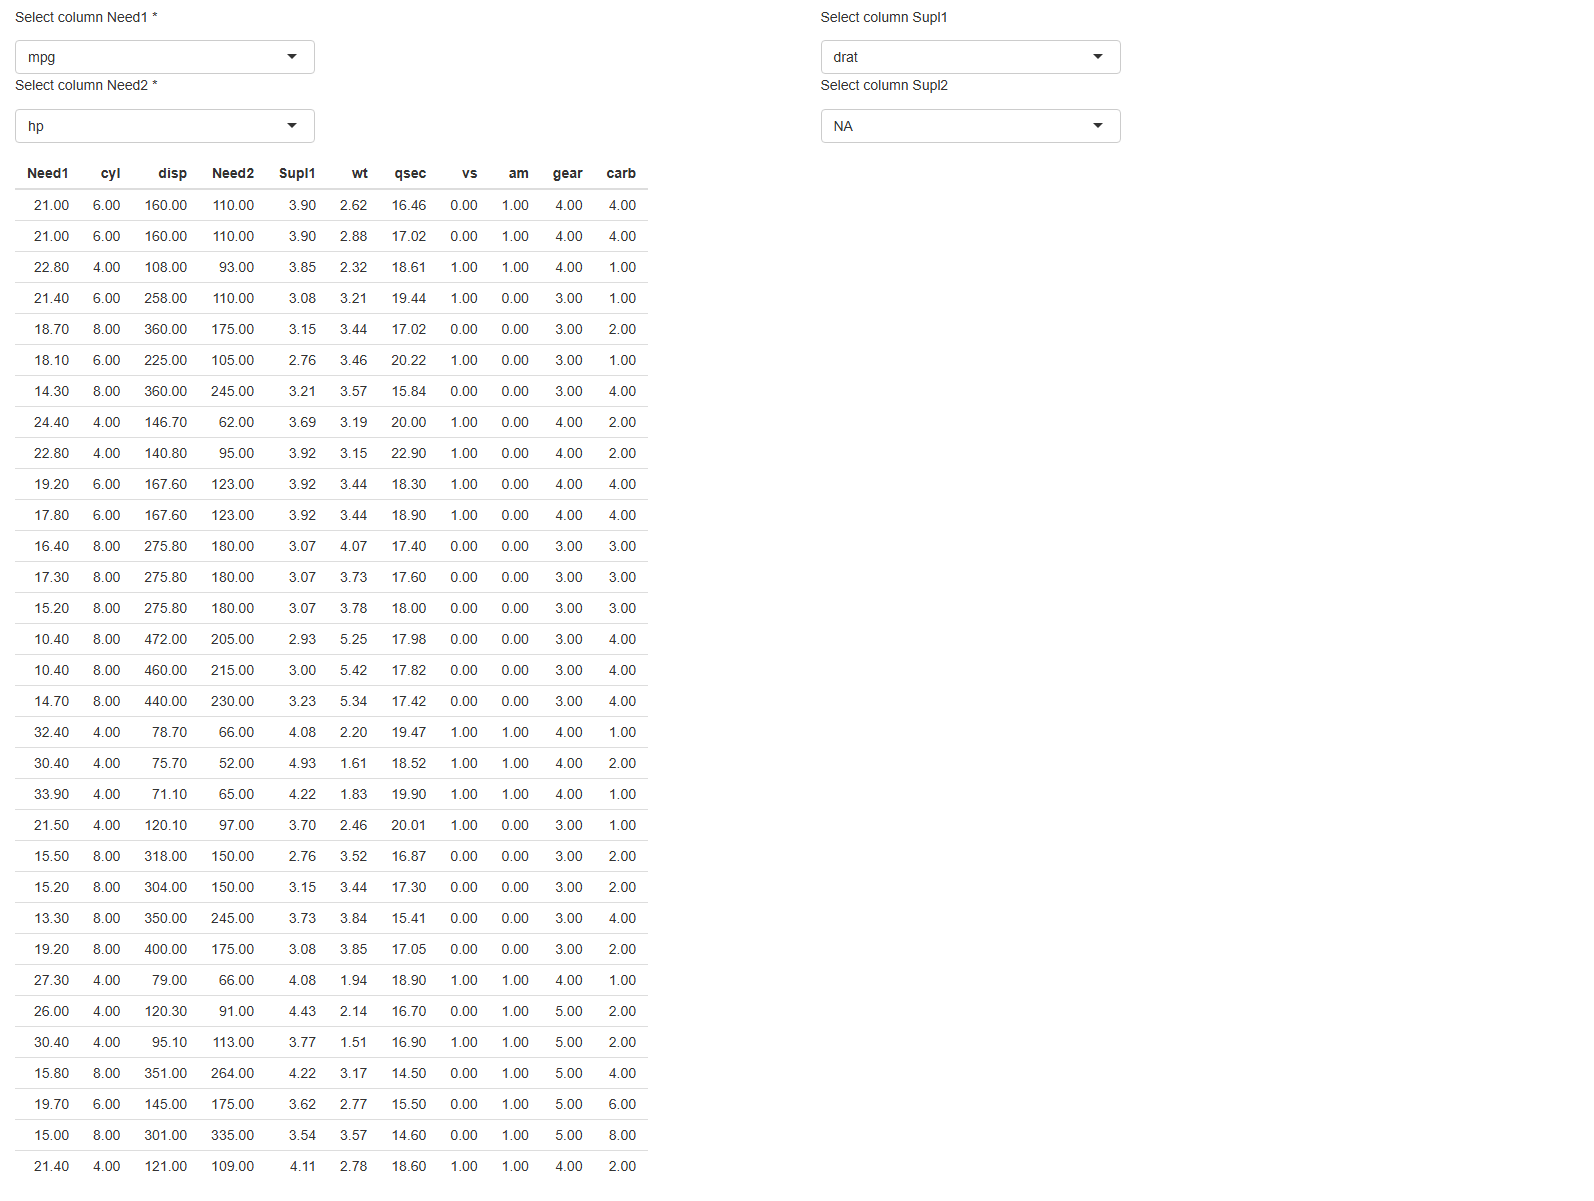 Select column Need1 *
Select column Supl1
mpg
drat
Select column Need2 *
Select column Supl2
hp
NA
Need1 cyl disp Need2 Supl1 wt qsec vs am gear carb
21.00 6.00 160.00 110.00 3.90 2.62 16.46 0.00 1.00 4.00 4.00
21.00 6.00 160.00 110.00 3.90 2.88 17.02 0.00 1.00 4.00 4.00
22.80 4.00 108.00 93.00 3.85 2.32 18.61 1.00 1.00 4.00 1.00
21.40 6.00 258.00 110.00 3.08 3.21 19.44 1.00 0.00 3.00 1.00
18.70 8.00 360.00 175.00 3.15 3.44 17.02 0.00 0.00 3.00 2.00
18.10 6.00 225.00 105.00 2.76 3.46 20.22 1.00 0.00 3.00 1.00
14.30 8.00 360.00 245.00 3.21 3.57 15.84 0.00 0.00 3.00 4.00
24.40 4.00 146.70 62.00 3.69 3.19 20.00 1.00 0.00 4.00 2.00
22.80 4.00 140.80 95.00 3.92 3.15 22.90 1.00 0.00 4.00 2.00
19.20 6.00 167.60 123.00 3.92 3.44 18.30 1.00 0.00 4.00 4.00
17.80 6.00 167.60 123.00 3.92 3.44 18.90 1.00 0.00 4.00 4.00
16.40 8.00 275.80 180.00 3.07 4.07 17.40 0.00 0.00 3.00 3.00
17.30 8.00 275.80 180.00 3.07 3.73 17.60 0.00 0.00 3.00 3.00
15.20 8.00 275.80 180.00 3.07 3.78 18.00 0.00 0.00 3.00 3.00
10.40 8.00 472.00 205.00 2.93 5.25 17.98 0.00 0.00 3.00 4.00
10.40 8.00 460.00 215.00 3.00 5.42 17.82 0.00 0.00 3.00 4.00
14.70 8.00 440.00 230.00 3.23 5.34 17.42 0.00 0.00 3.00 4.00
32.40 4.00 78.70 66.00 4.08 2.20 19.47 1.00 1.00 4.00 1.00
30.40 4.00 75.70 52.00 4.93 1.61 18.52 1.00 1.00 4.00 2.00
33.90 4.00 71.10 65.00 4.22 1.83 19.90 1.00 1.00 4.00 1.00
21.50 4.00 120.10 97.00 3.70 2.46 20.01 1.00 0.00 3.00 1.00
15.50 8.00 318.00 150.00 2.76 3.52 16.87 0.00 0.00 3.00 2.00
15.20 8.00 304.00 150.00 3.15 3.44 17.30 0.00 0.00 3.00 2.00
13.30 8.00 350.00 245.00 3.73 3.84 15.41 0.00 0.00 3.00 4.00
19.20 8.00 400.00 175.00 3.08 3.85 17.05 0.00 0.00 3.00 2.00
27.30 4.00 79.00 66.00 4.08 1.94 18.90 1.00 1.00 4.00 1.00
26.00 4.00 120.30 91.00 4.43 2.14 16.70 0.00 1.00 5.00 2.00
30.40 4.00 95.10 113.00 3.77 1.51 16.90 1.00 1.00 5.00 2.00
15.80 8.00 351.00 264.00 4.22 3.17 14.50 0.00 1.00 5.00 4.00
19.70 6.00 145.00 175.00 3.62 2.77 15.50 0.00 1.00 5.00 6.00
15.00 8.00 301.00 335.00 3.54 3.57 14.60 0.00 1.00 5.00 8.00
21.40 4.00 121.00 109.00 4.11 2.78 18.60 1.00 1.00 4.00 2.00